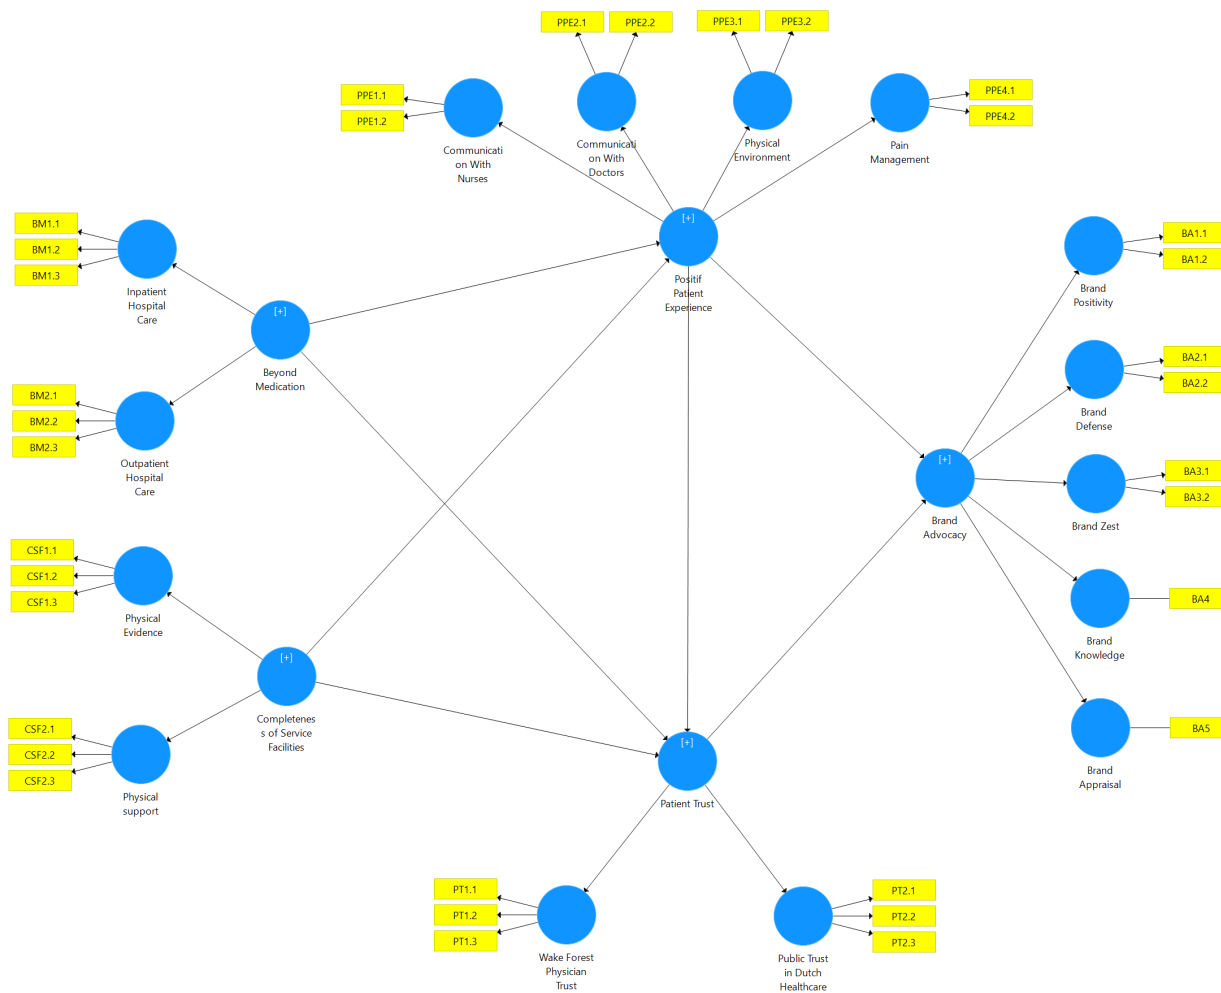 PPE2.1
PPE2.2
PPE3.1
PPE3.2
PPE1.1
PPE1.2
PPE4.1
PPE4.2
Communicati
on With
Nurses
Communicati
on With
Doctors
Physical
Environment
Pain
Management
BM1.1
BM1.2
BM1.3
Inpatient
Hospital
Care
[+]
Positif
Patient
Experience
BA1.1
BA1.2
Brand
Positivity
[+]
Beyond
Medication
BM2.1
BM2.2
BM2.3
Outpatient
Hospital
Care
BA2.1
BA2.2
Brand
Defense
[+]
Brand
Advocacy
BA3.1
BA3.2
Brand Zest
CSF1.1
CSF1.2
CSF1.3
Physical
Evidence
BA4
Brand
Knowledge
[+]
Completenes
s of Service
Facilities
CSF2.1
CSF2.2
CSF2.3
Physical
support
[+]
Patient Trust
BA5
Brand
Appraisal
PT1.1
PT1.2
PT1.3
Wake Forest
Physician
Trust
PT2.1
PT2.2
PT2.3
Public Trust
in Dutch
Healthcare